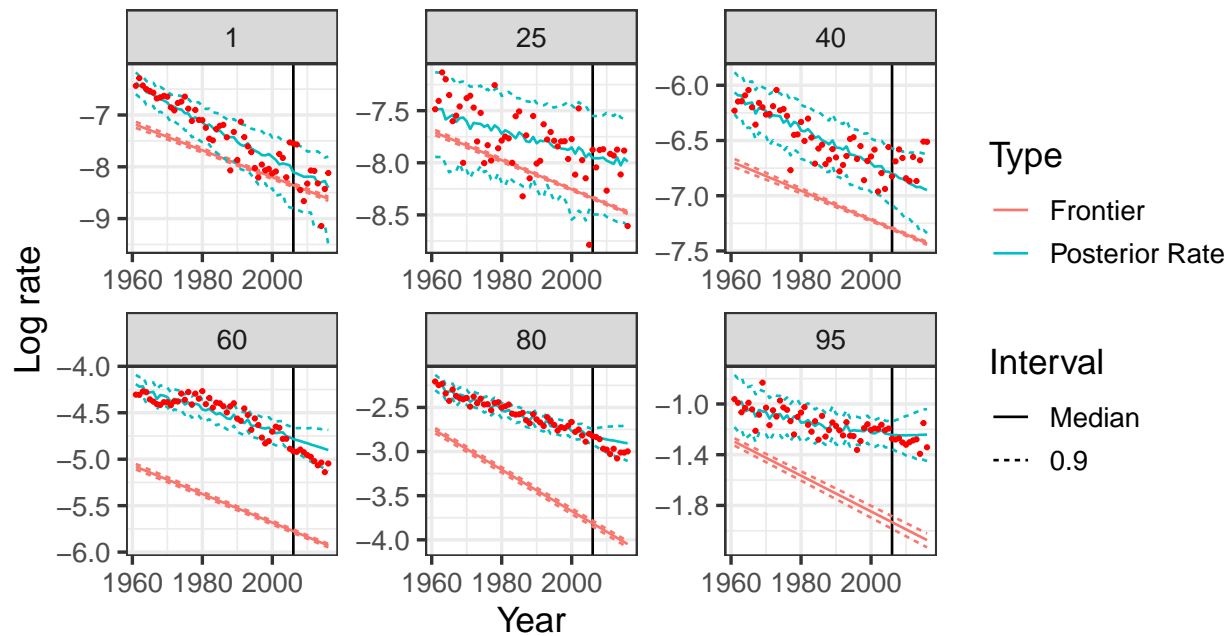 1
25
40
−7
−8
−9
−7.5
−8.0
−8.5
−6.0
−6.5
−7.0
−7.5
1960 1980 2000
1960 1980 2000
1960 1980 2000
60
80
95
−4.0
−4.5
−5.0
−5.5
−6.0
−2.5
−3.0
−3.5
−4.0
−1.0
−1.4
−1.8
1960 1980 2000
1960 1980 2000
1960 1980 2000
Log rate
Year
Type
Frontier
Posterior Rate
Interval
Median
0.9